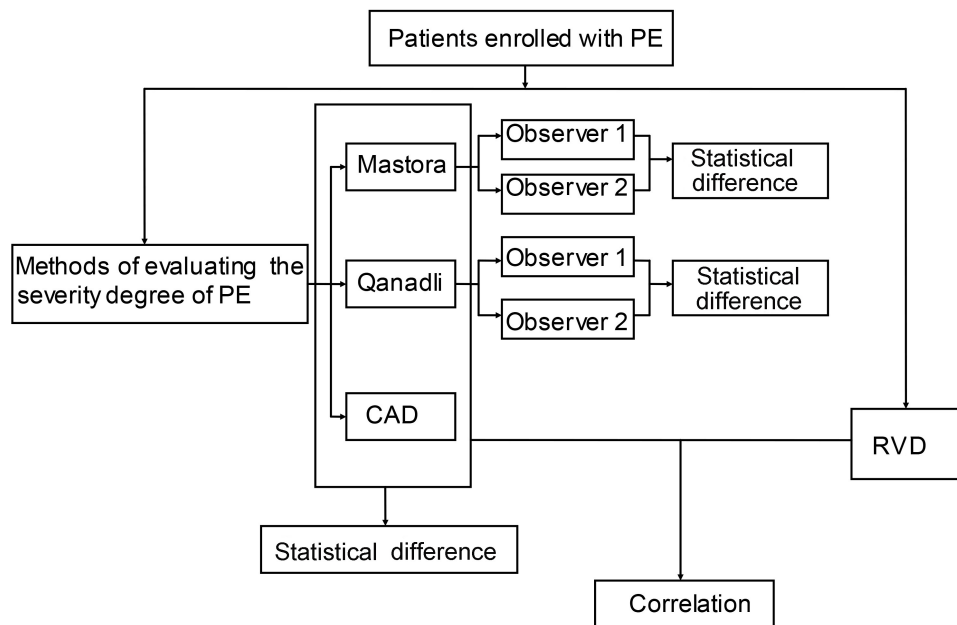 Patients enrolled with PE
Observer 1
Mastora
Statistical
difference
Observer 2
Methods of evaluating the
severity degree of PE
Observer 1
Qanadli
Statistical
difference
Observer 2
CAD
RVD
Statistical difference
Correlation